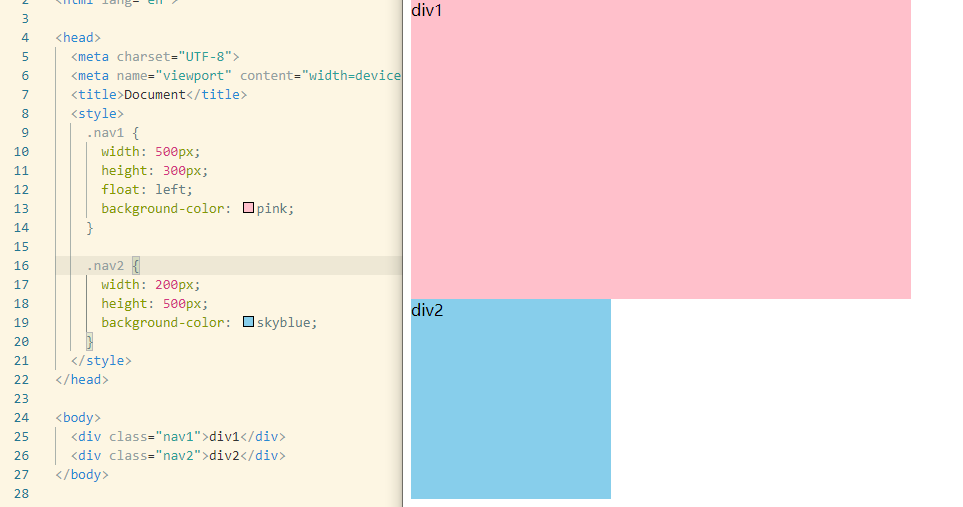 2 <html lang="en">
3
4 <head>
5 <meta charset="UTF-8">
6 <meta name="viewport" content="width=device
7 <title>Document</title>
8 <style>
9 .nav1 {
10 width: 500px;
11 height: 300px;
12 float: left;
13 background-color: pink;
14 }
15
16 .nav2 {
17 width: 200px;
18 height: 500px;
19 background-color: skyblue;
20 }
21 </style>
22 </head>
23
24 <body>
25 <div class="nav1">div1</div>
26 <div class="nav2">div2</div>
27 </body>
28
div1
div2